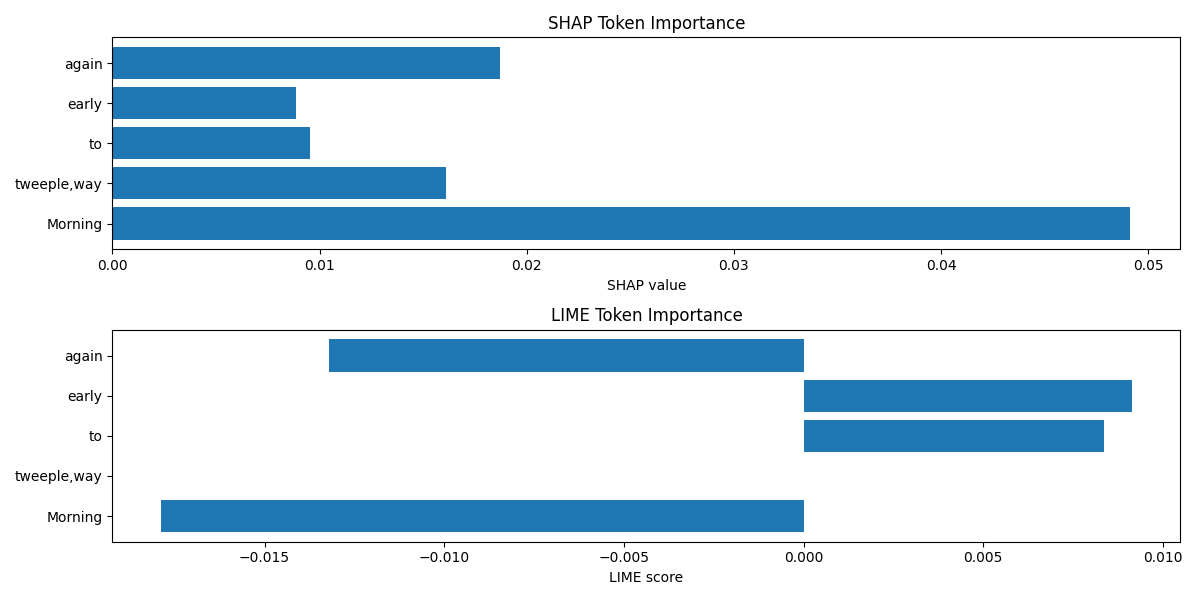 SHAP Token Importance
again
early
to
tweeple,way
Morning
0.00 0.01 0.02 0.03 0.04 0.05
SHAP value
LIME Token Importance
again
early
to
tweeple,way
Morning
−0.015 −0.010 −0.005 0.000 0.005 0.010
LIME score